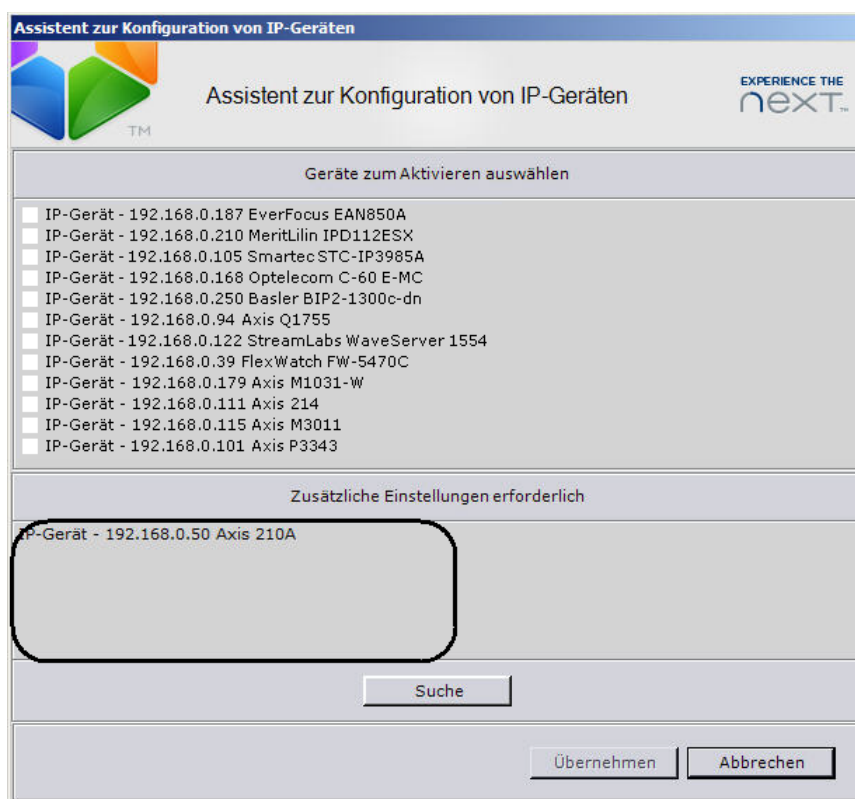 Assistent zur Konfiguration von IP-Geräten
TM
Assistent zur Konfiguration von IP-Geräten
EXPERIENCE THE
next™
Geräte zum Aktivieren auswählen
IP-Gerät - 192.168.0.187 EverFocus EAN850A
IP-Gerät - 192.168.0.210 MeritLilin IPD112ESX
IP-Gerät - 192.168.0.105 Smartec STC-IP3985A
IP-Gerät - 192.168.0.168 Optelecom C-60 E-MC
IP-Gerät - 192.168.0.250 Basler BIP2-1300c-dn
IP-Gerät - 192.168.0.94 Axis Q1755
IP-Gerät - 192.168.0.122 StreamLabs WaveServer 1554
IP-Gerät - 192.168.0.39 FlexWatch FW-5470C
IP-Gerät - 192.168.0.179 Axis M1031-W
IP-Gerät - 192.168.0.111 Axis 214
IP-Gerät - 192.168.0.115 Axis M3011
IP-Gerät - 192.168.0.101 Axis P3343
Zusätzliche Einstellungen erforderlich
IP-Gerät - 192.168.0.50 Axis 210A
Suche
Übernehmen
Abbrechen